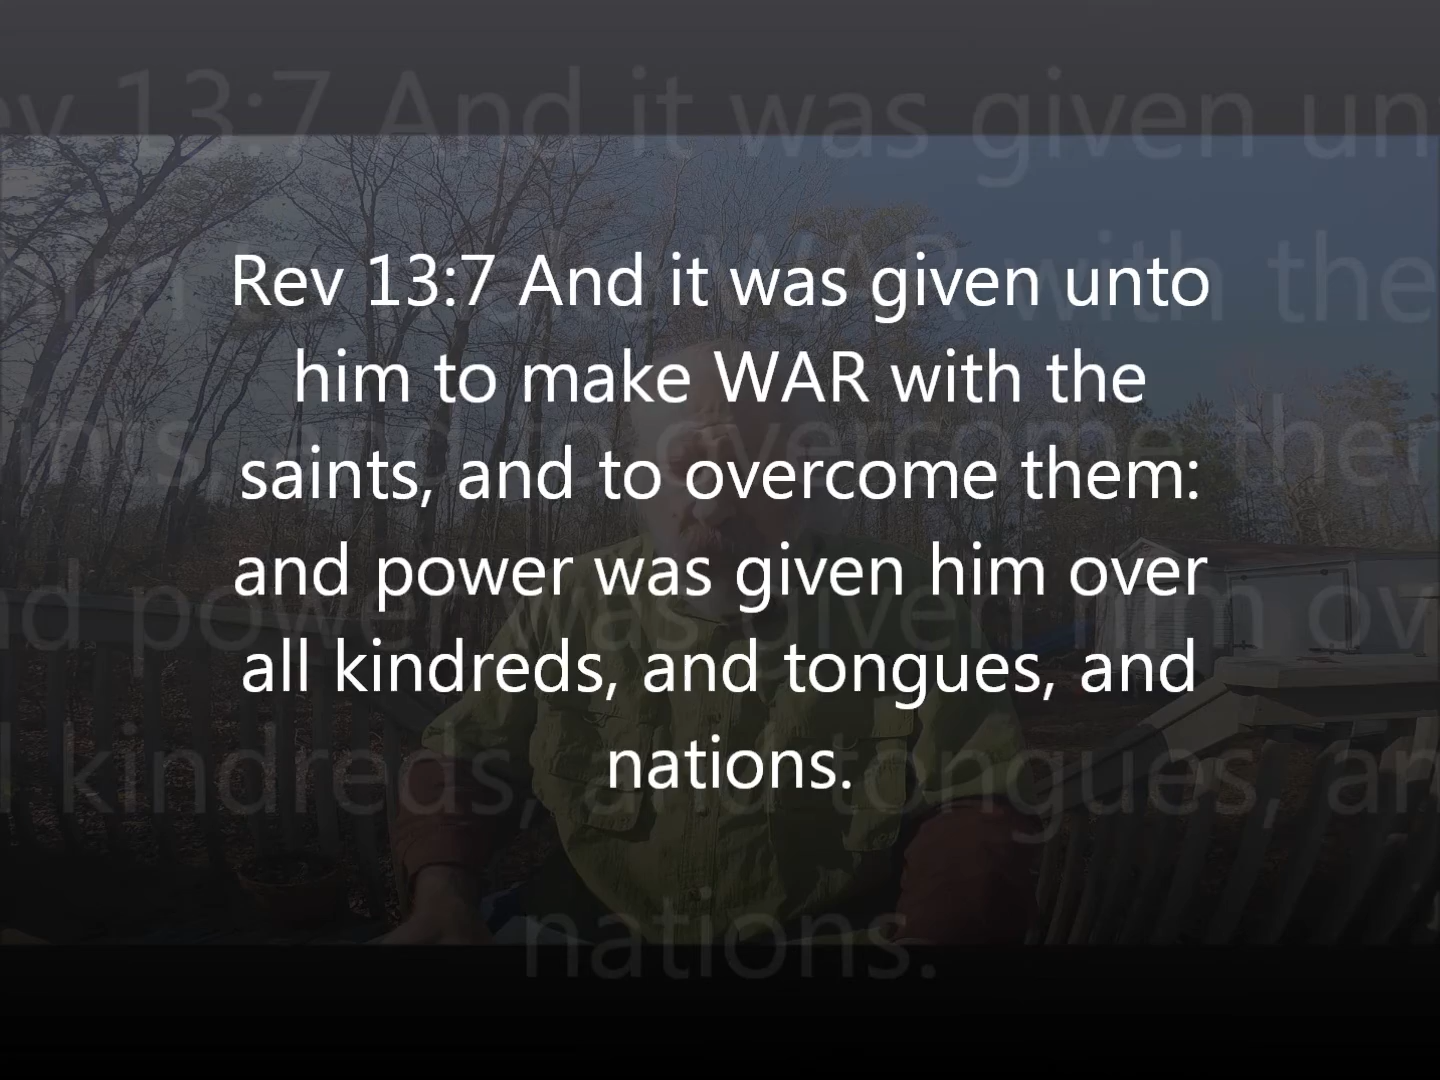 Rev 13:7 And it was given unto
him to make WAR with the
saints, and to overcome them:
and power was given him over
all kindreds, and tongues, and
nations.